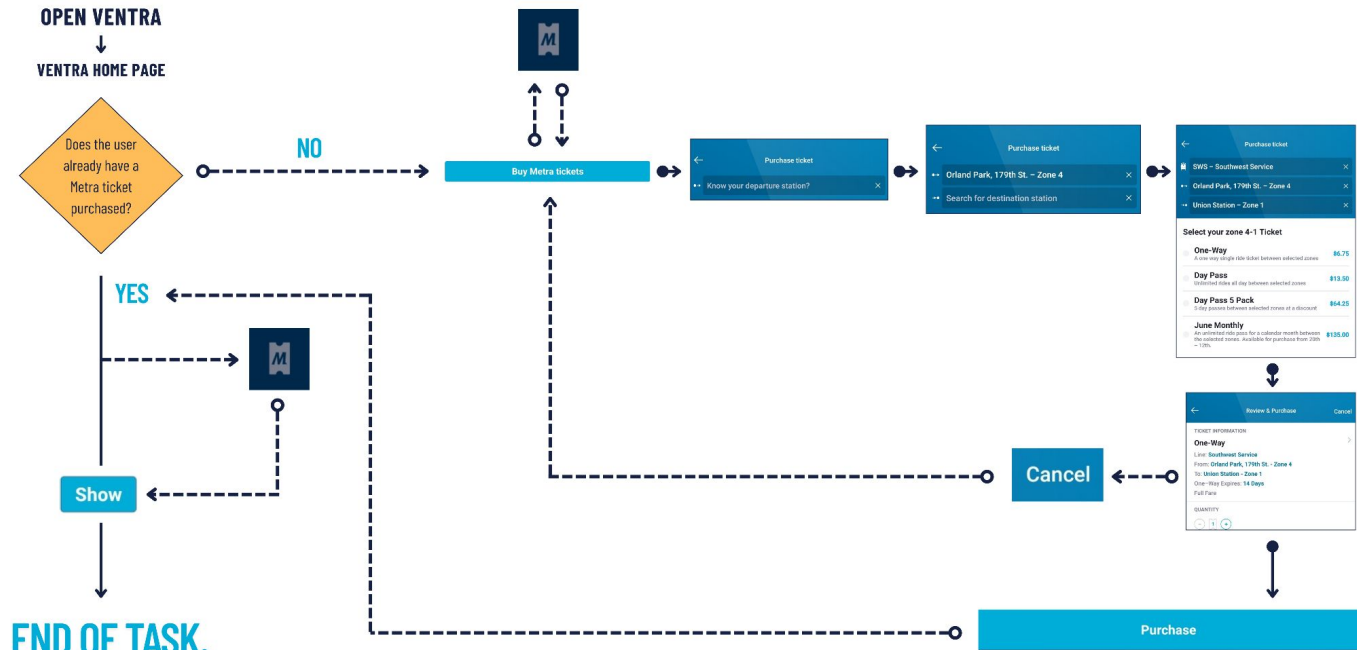 OPEN VENTRA
VENTRA HOME PAGE
Does the user
already have a
Metra ticket
purchased?
NO
YES
M
M
Buy Metra tickets
Purchase ticket
Know your departure station?
Purchase ticket
Orland Park, 179th St. – Zone 4
Search for destination station
Purchase ticket
SWS – Southwest Service
Orland Park, 179th St. – Zone 4
Union Station – Zone 1
Select your zone 4-1 Ticket
One-Way
A one way single ride ticket between selected zones
$6.75
Day Pass
Unlimited rides all day between selected zones
$13.50
Day Pass 5 Pack
5 day passes between selected zones at a discount
$64.25
June Monthly
An unlimited ride pass for a calendar month between
the selected zones. Available for purchase from 20th
– 12th.
$135.00
Review & Purchase
Cancel
TICKET INFORMATION
One-Way
Line: Southwest Service
From: Orland Park, 179th St. - Zone 4
To: Union Station - Zone 1
One-Way Expires: 14 Days
Full Fare
QUANTITY
1
Cancel
Show
Purchase
END OF TASK.